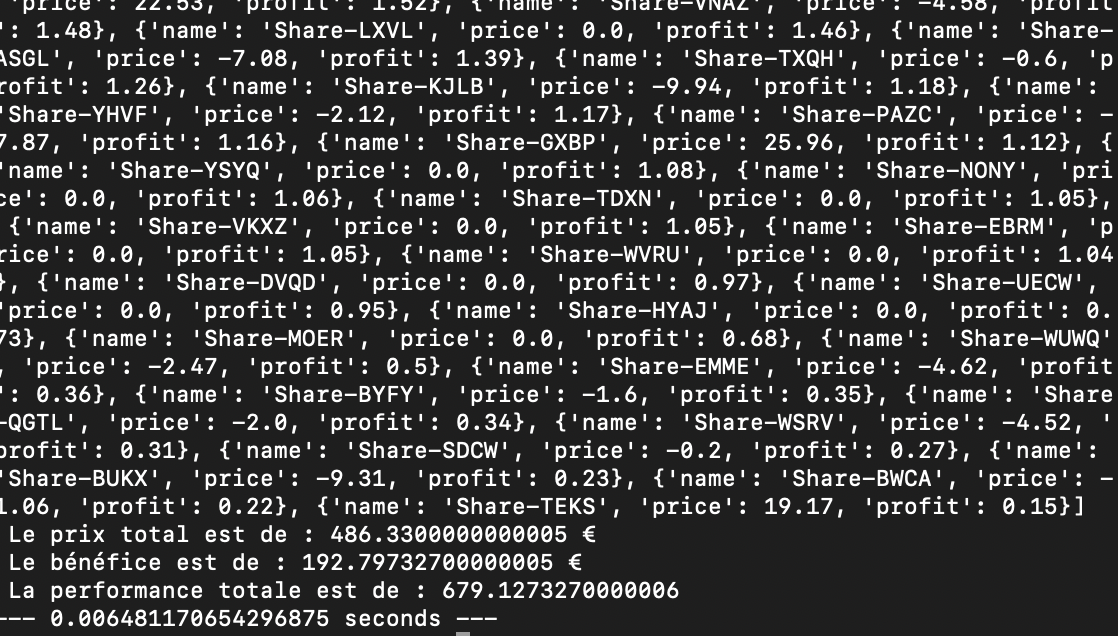 'price': 22.53, 'profit': 1.52}, {'name': 'Share-VNAZ', 'price': -4.58, 'profit
': 1.48}, {'name': 'Share-LXVL', 'price': 0.0, 'profit': 1.46}, {'name': 'Share-
ASGL', 'price': -7.08, 'profit': 1.39}, {'name': 'Share-TXQH', 'price': -0.6, 'p
rofit': 1.26}, {'name': 'Share-KJLB', 'price': -9.94, 'profit': 1.18}, {'name':
'Share-YHVF', 'price': -2.12, 'profit': 1.17}, {'name': 'Share-PAZC', 'price': -
7.87, 'profit': 1.16}, {'name': 'Share-GXBP', 'price': 25.96, 'profit': 1.12}, {
'name': 'Share-YSYQ', 'price': 0.0, 'profit': 1.08}, {'name': 'Share-NONY', 'pri
ce': 0.0, 'profit': 1.06}, {'name': 'Share-TDXN', 'price': 0.0, 'profit': 1.05},
{'name': 'Share-VKXZ', 'price': 0.0, 'profit': 1.05}, {'name': 'Share-EBRM', 'p
rice': 0.0, 'profit': 1.05}, {'name': 'Share-WVRU', 'price': 0.0, 'profit': 1.04
}, {'name': 'Share-DVQD', 'price': 0.0, 'profit': 0.97}, {'name': 'Share-UECW',
'price': 0.0, 'profit': 0.95}, {'name': 'Share-HYAJ', 'price': 0.0, 'profit': 0.
73}, {'name': 'Share-MOER', 'price': 0.0, 'profit': 0.68}, {'name': 'Share-WUWQ'
, 'price': -2.47, 'profit': 0.5}, {'name': 'Share-EMME', 'price': -4.62, 'profit
': 0.36}, {'name': 'Share-BYFY', 'price': -1.6, 'profit': 0.35}, {'name': 'Share
-QGTL', 'price': -2.0, 'profit': 0.34}, {'name': 'Share-WSRV', 'price': -4.52, '
profit': 0.31}, {'name': 'Share-SDCW', 'price': -0.2, 'profit': 0.27}, {'name':
'Share-BUKX', 'price': -9.31, 'profit': 0.23}, {'name': 'Share-BWCA', 'price': -
1.06, 'profit': 0.22}, {'name': 'Share-TEKS', 'price': 19.17, 'profit': 0.15}]
Le prix total est de : 486.3300000000005 €
Le bénéfice est de : 192.79732700000005 €
La performance totale est de : 679.1273270000006
--- 0.006481170654296875 seconds ---